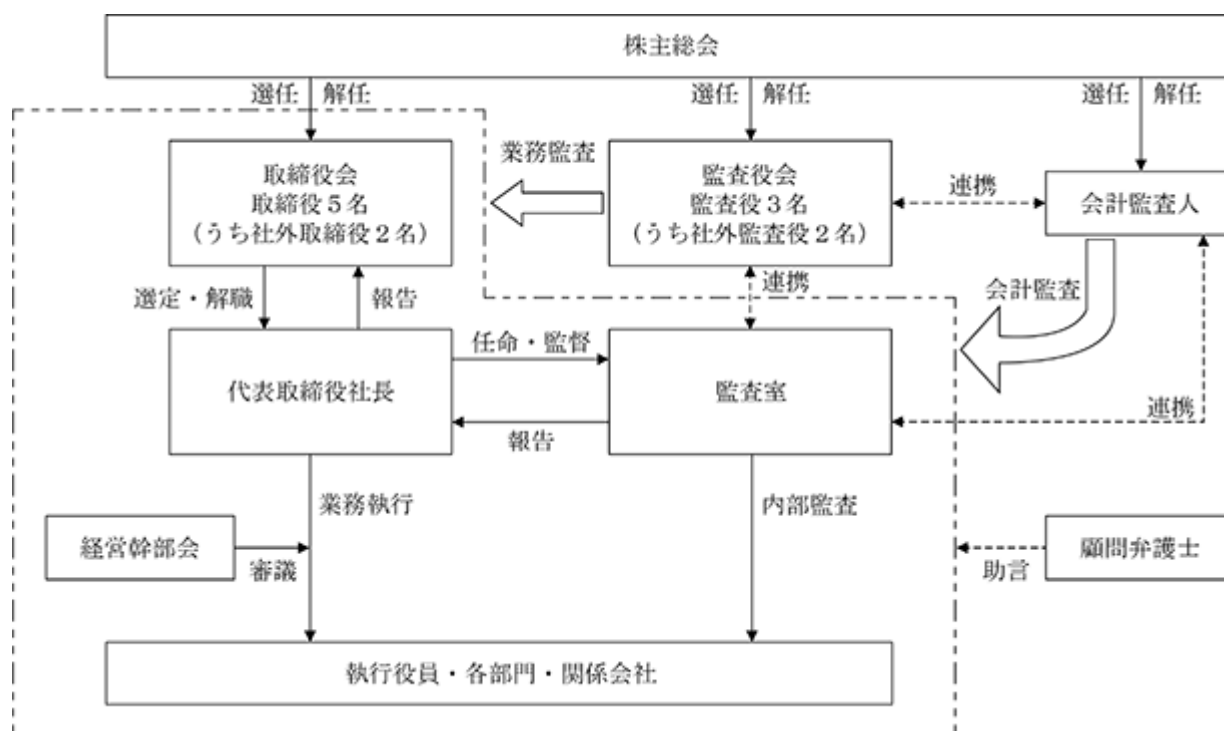 株主総会
選任 解任
選任 解任
選任 解任
取締役会
取締役5名
(うち社外取締役2名)
業務監査
監査役会
監査役3名
(うち社外監査役2名)
連携
会計監査人
選定・解職
報告
連携
会計監査
代表取締役社長
任命・監督
報告
監査室
連携
業務執行
内部監査
経営幹部会
審議
顧問弁護士
助言
執行役員・各部門・関係会社